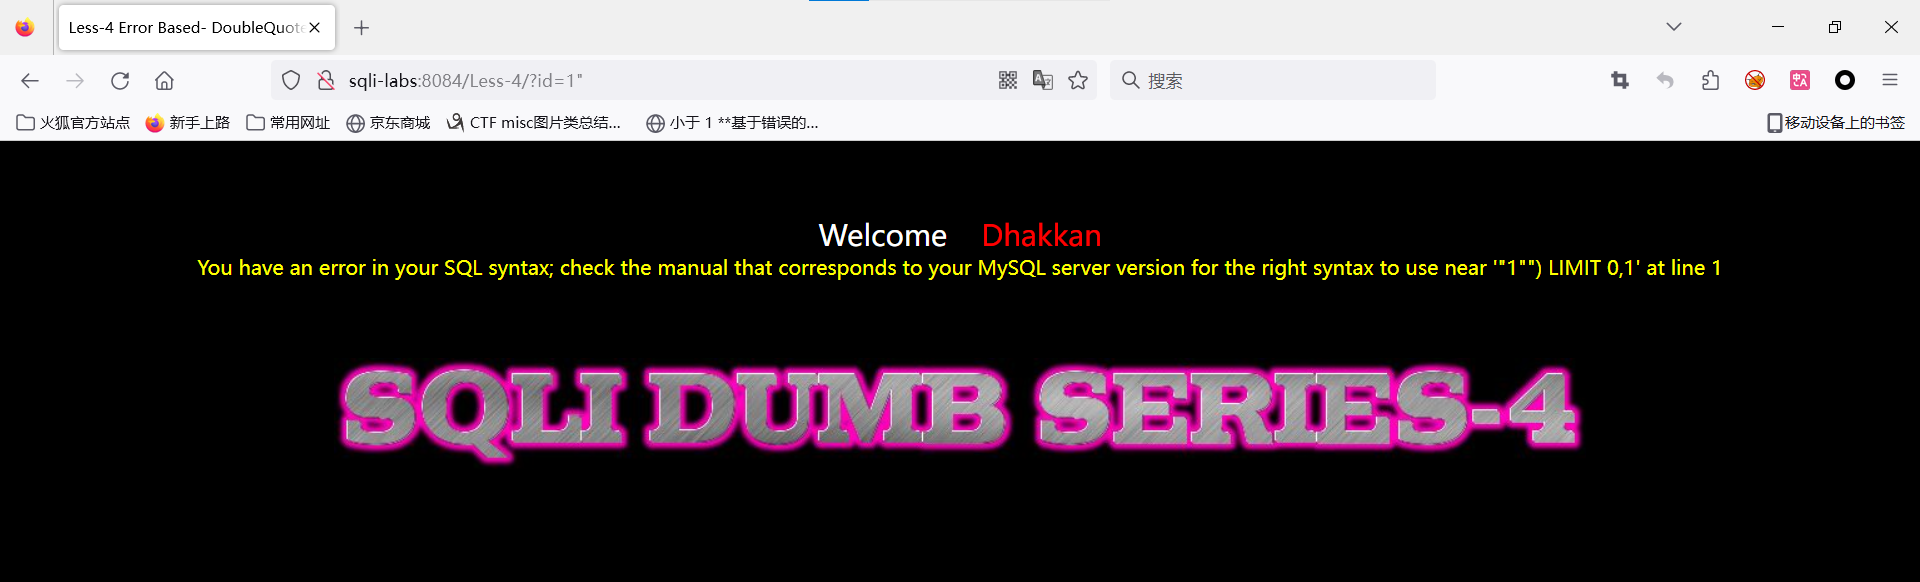 Less-4 Error Based- DoubleQuote
sqli-labs:8084/Less-4/?id=1"
搜索
火狐官方站点 新手上路 常用网址 京东商城 CTF misc图片类总结... 小于 1 **基于错误的... 移动设备上的书签
Welcome Dhakkan
You have an error in your SQL syntax; check the manual that corresponds to your MySQL server version for the right syntax to use near '"1"") LIMIT 0,1' at line 1
SQLI DUMB SERIES-4